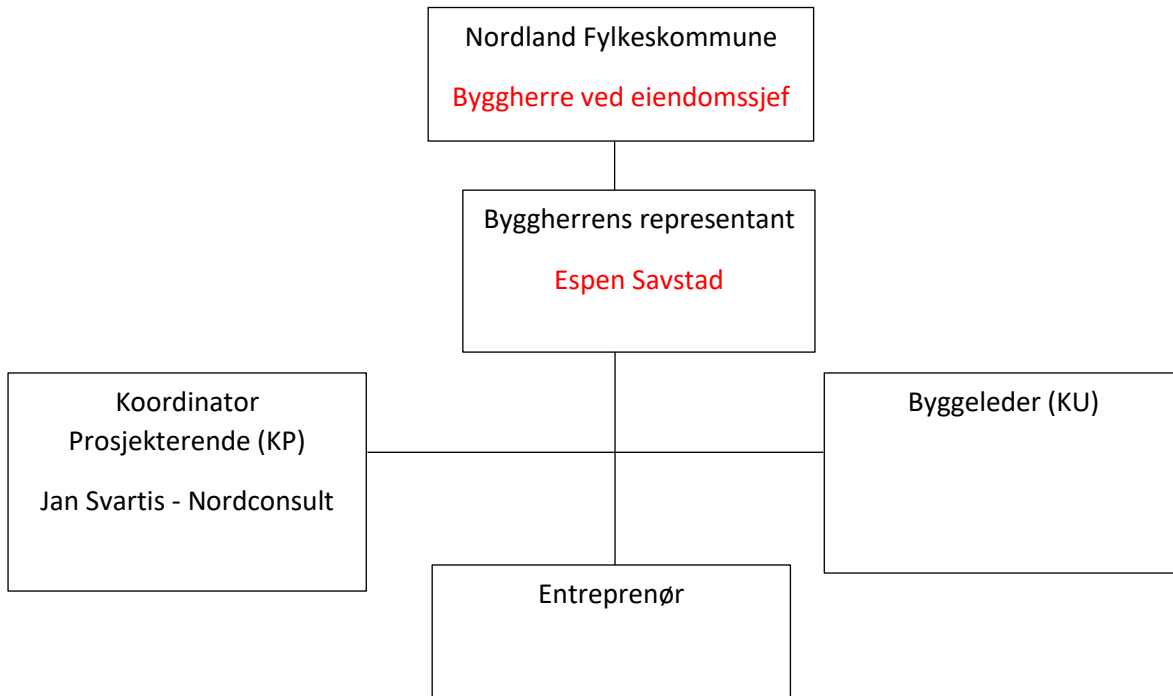 Nordland Fylkeskommune
Byggherre ved eiendomssjef
Byggherrens representant
Espen Savstad
Koordinator
Prosjekterende (KP)
Jan Svartis - Nordconsult
Byggeleder (KU)
Entreprenør